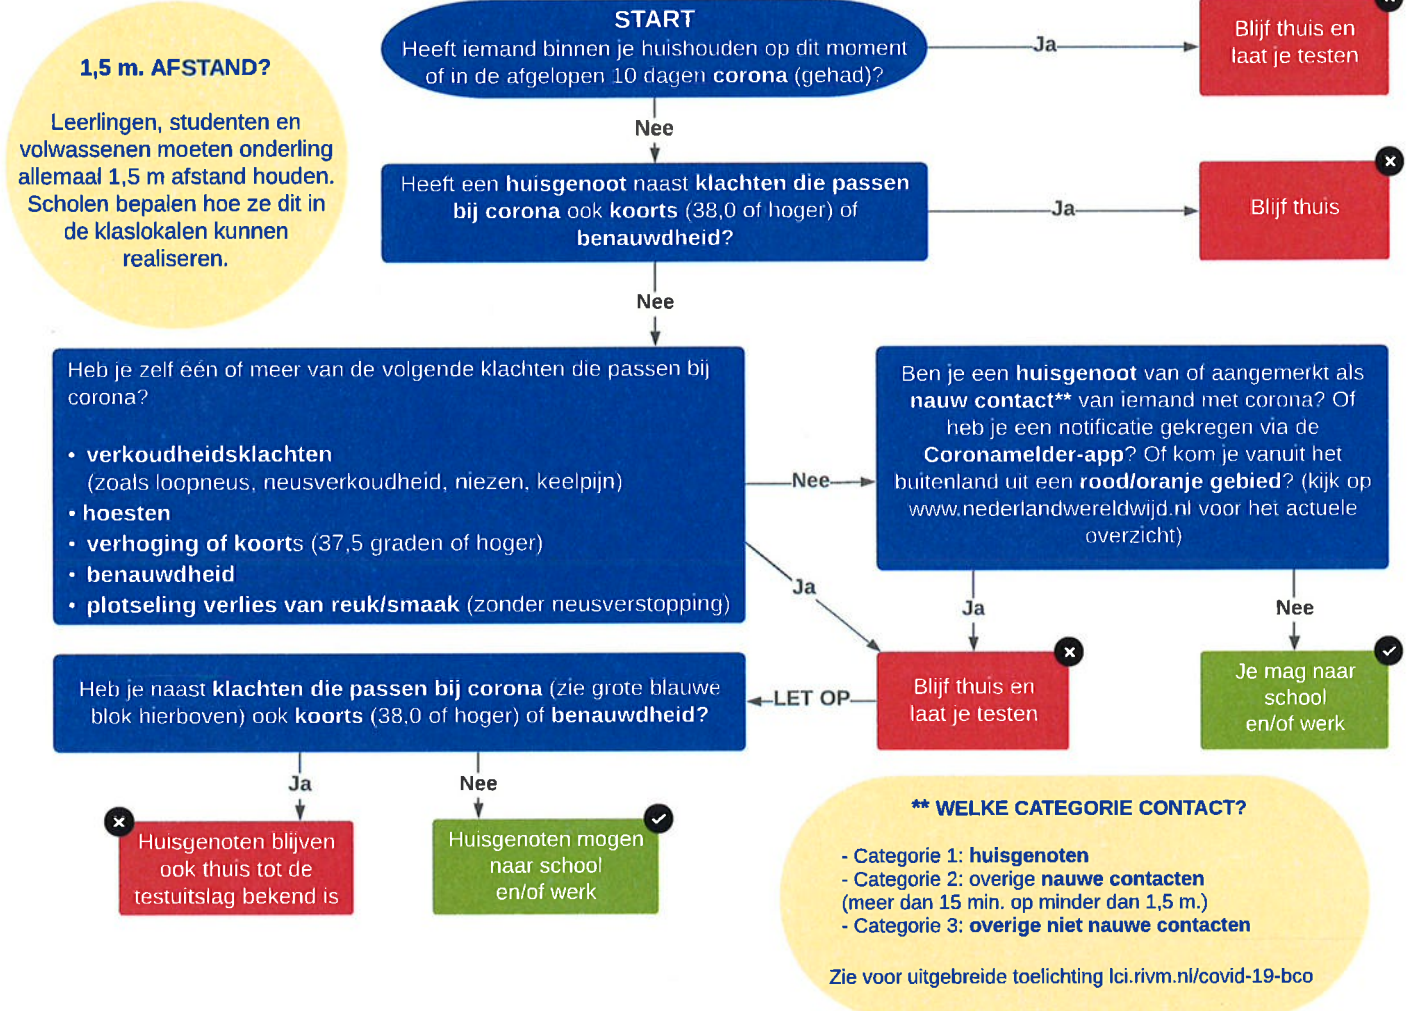 START
Heeft iemand binnen je huishouden op dit moment
of in de afgelopen 10 dagen corona (gehad)?
Ja
Blijf thuis en
laat je testen
1,5 m. AFSTAND?
Leerlingen, studenten en
volwassenen moeten onderling
allemaal 1,5 m afstand houden.
Scholen bepalen hoe ze dit in
de klaslokalen kunnen
realiseren.
Nee
Heeft een huisgenoot naast klachten die passen
bij corona ook koorts (38,0 of hoger) of
benauwdheid?
Ja
Blijf thuis
Nee
Heb je zelf één of meer van de volgende klachten die passen bij
corona?
• verkoudheidsklachten
(zoals loopneus, neusverkoudheid, niezen, keelpijn)
• hoesten
• verhoging of koorts (37,5 graden of hoger)
• benauwdheid
• plotseling verlies van reuk/smaak (zonder neusverstopping)
Nee
Ja
Ben je een huisgenoot van of aangemerkt als
nauw contact** van iemand met corona? Of
heb je een notificatie gekregen via de
Coronamelder-app? Of kom je vanuit het
buitenland uit een rood/oranje gebied? (kijk op
www.nederlandwereldwijd.nl voor het actuele
overzicht)
Ja
Nee
Blijf thuis en
laat je testen
Je mag naar
school
en/of werk
LET OP
Heb je naast klachten die passen bij corona (zie grote blauwe
blok hierboven) ook koorts (38,0 of hoger) of benauwdheid?
Ja
Nee
Huisgenoten blijven
ook thuis tot de
testuitslag bekend is
Huisgenoten mogen
naar school
en/of werk
** WELKE CATEGORIE CONTACT?
- Categorie 1: huisgenoten
- Categorie 2: overige nauwe contacten
(meer dan 15 min. op minder dan 1,5 m.)
- Categorie 3: overige niet nauwe contacten
Zie voor uitgebreide toelichting lci.rivm.nl/covid-19-bco